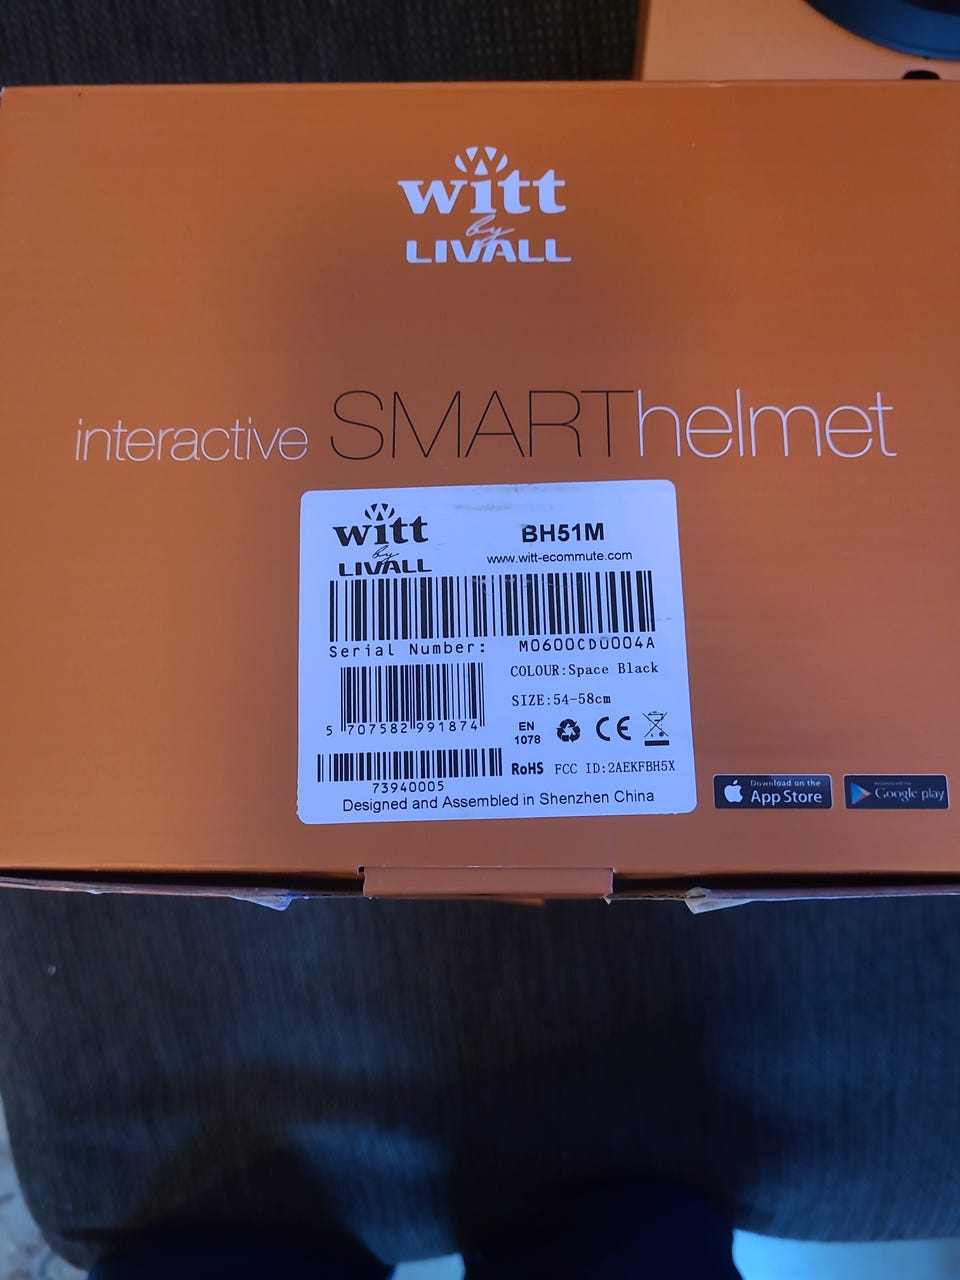 witt
by
LIVALL
interactive SMARThelmet
witt
by
LIVALL
BH51M
www.witt-ecommute.com
Serial Number: M0600CD0004A
COLOUR:Space Black
SIZE:54-58cm
5 707582 991874
EN
1078
CE
73940005
RoHS FCC ID:2AEKFBH5X
Designed and Assembled in Shenzhen China
Download on the
App Store
Google play